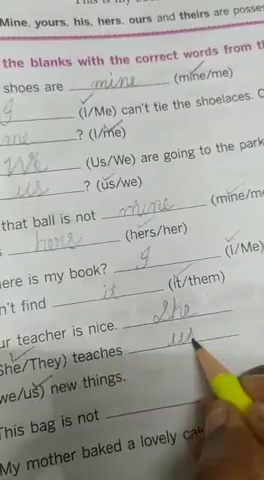 Mine, yours, his, hers, ours and theirs are posse
the blanks with the correct words from th
shoes are mine (mine/me)
I (I/Me) can't tie the shoelaces. C
me ? (I/me)
We (Us/We) are going to the park
us ? (us/we)
that ball is not mine (mine/me
hers (hers/her)
ere is my book? I (I/Me)
n't find it (it/them)
ur teacher is nice. She
She/They) teaches us
we/us) new things.
This bag is not
My mother baked a lovely cak